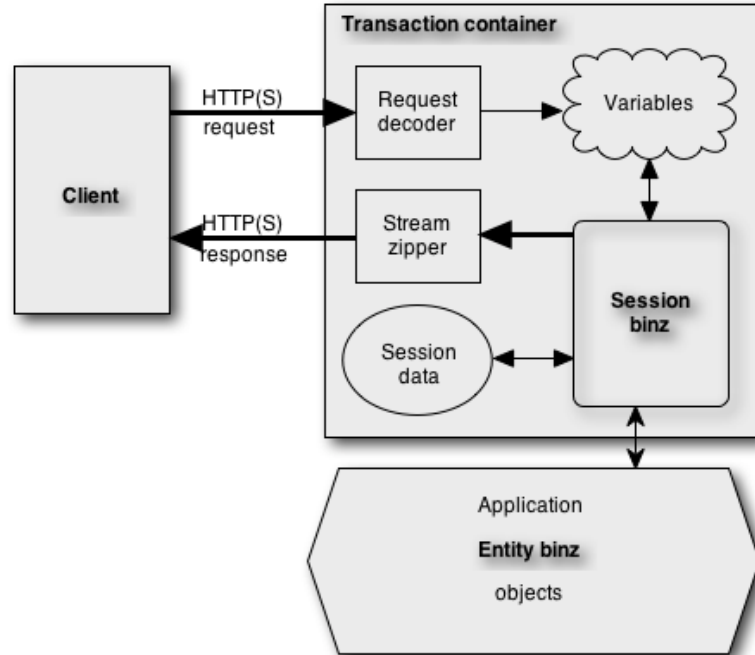 Transaction container
HTTP(S)
request
Request
decoder
Variables
Client
HTTP(S)
response
Stream
zipper
Session
binz
Session
data
Application
Entity binz
objects